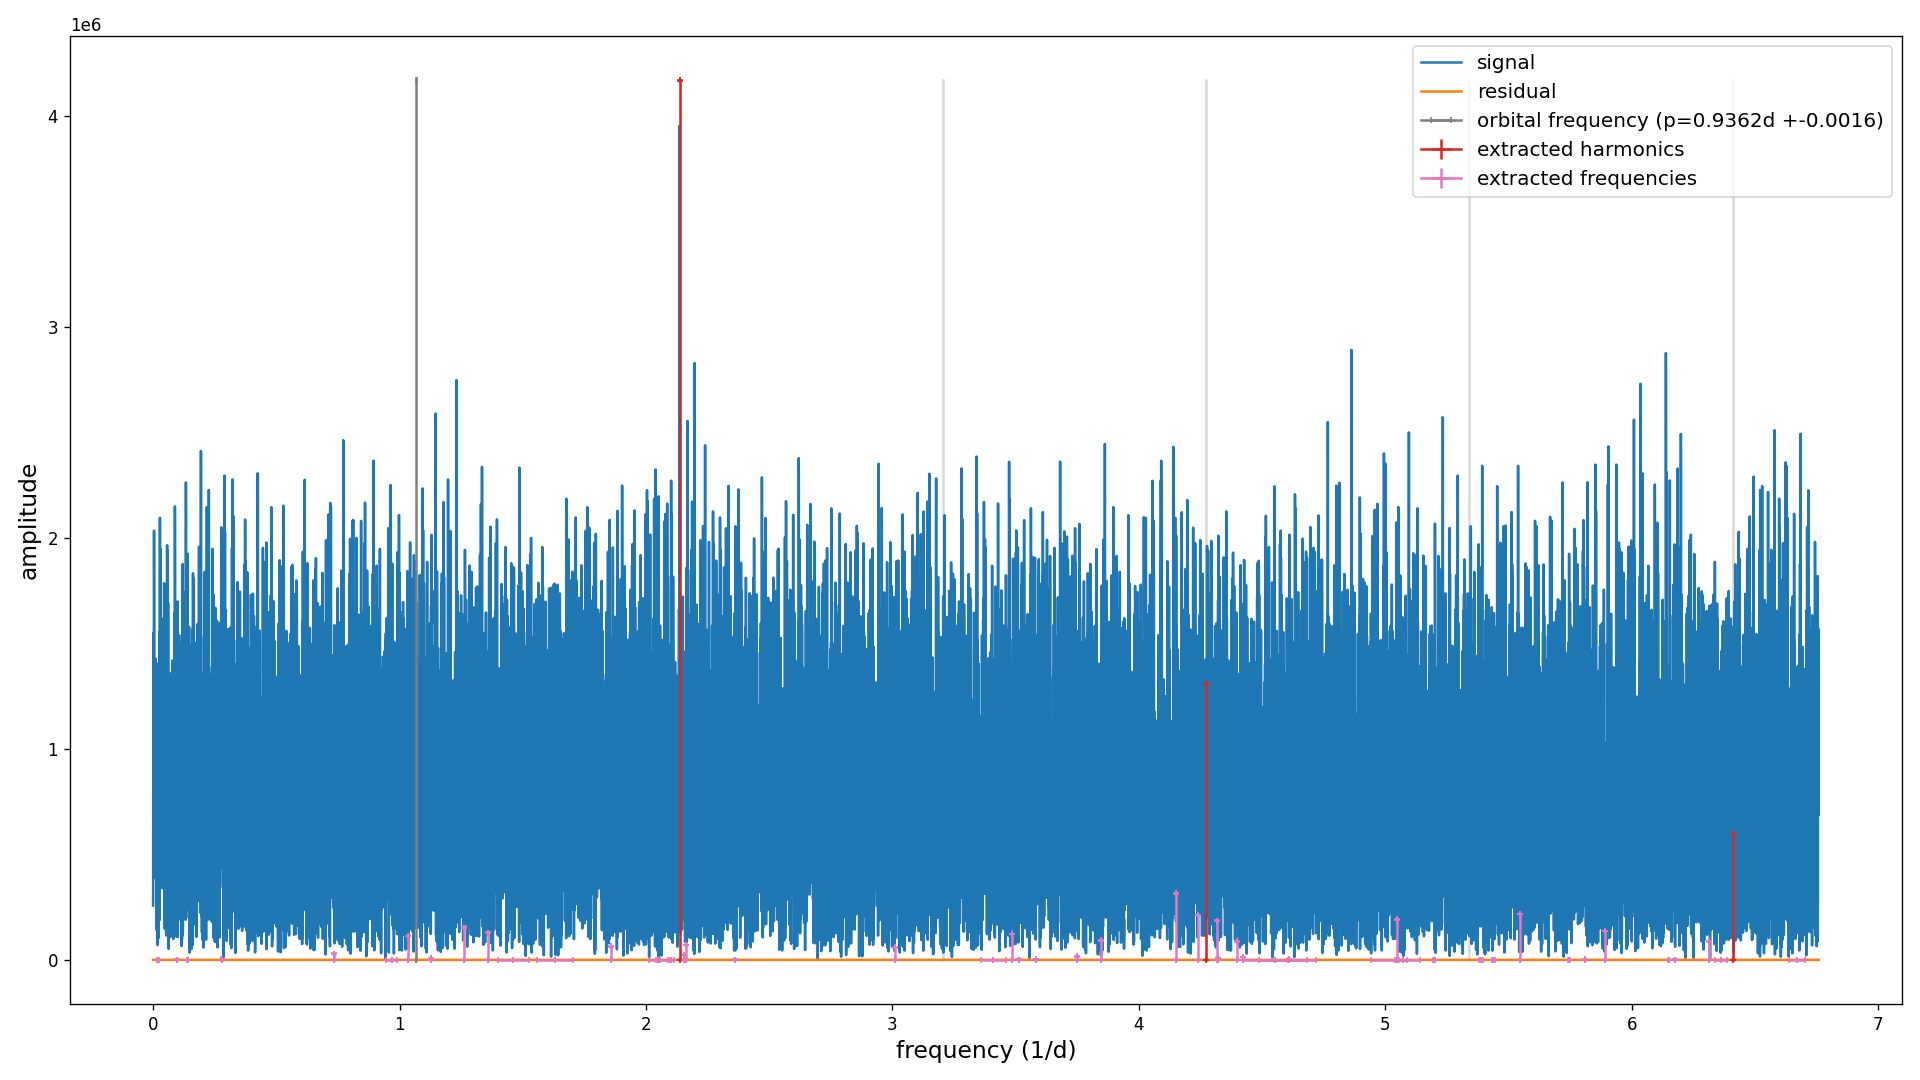 1e6
signal
residual
orbital frequency (p=0.9362d +-0.0016)
extracted harmonics
extracted frequencies
4
3
2
1
0
amplitude
0 1 2 3 4 5 6 7
frequency (1/d)